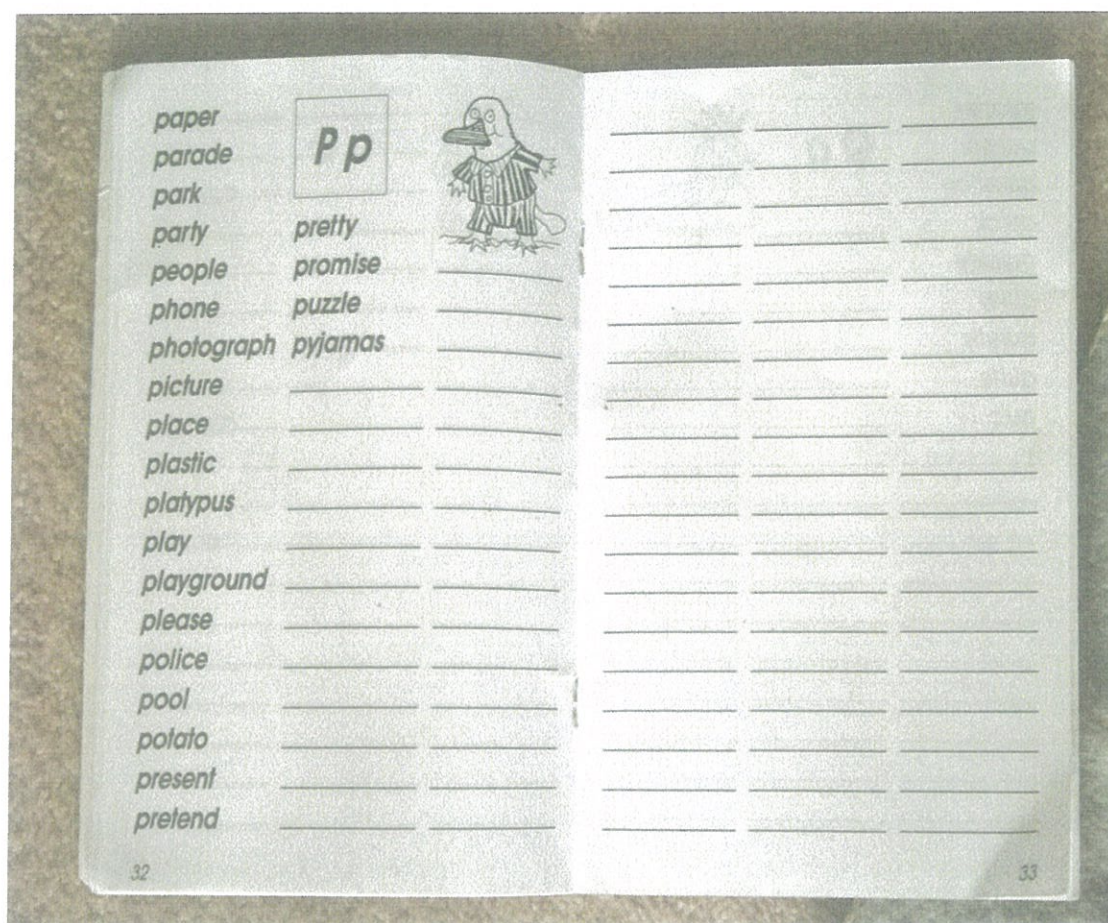 paper
parade
park
party
people
phone
photograph
picture
place
plastic
platypus
play
playground
please
police
pool
potato
present
pretend
P p
pretty
promise
puzzle
pyjamas
32
33